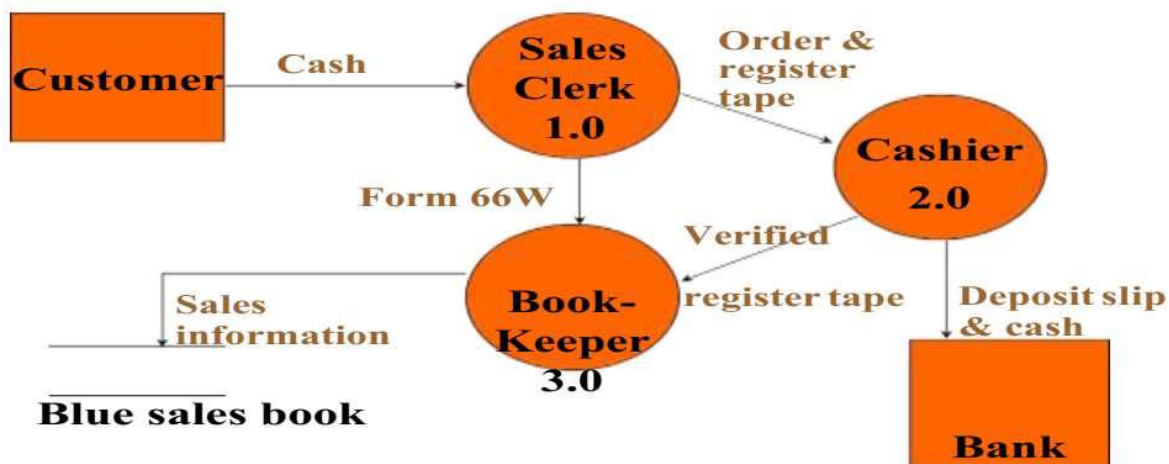 Customer
Cash
Sales
Clerk
1.0
Order &
register
tape
Cashier
2.0
Form 66W
Verified
register tape
Book-
Keeper
3.0
Sales
information
Blue sales book
Deposit slip
& cash
Bank